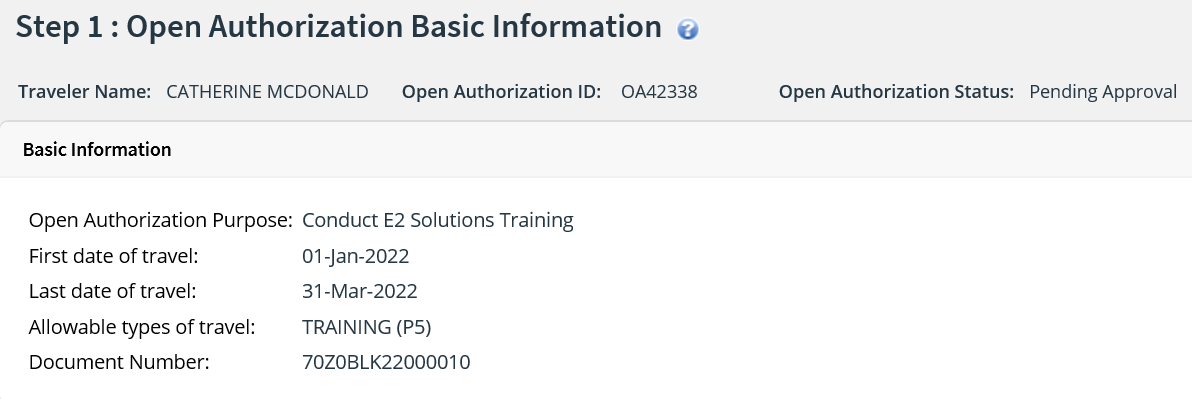 Step 1 : Open Authorization Basic Information ?
Traveler Name: CATHERINE MCDONALD Open Authorization ID: OA42338 Open Authorization Status: Pending Approval
Basic Information
Open Authorization Purpose: Conduct E2 Solutions Training
First date of travel: 01-Jan-2022
Last date of travel: 31-Mar-2022
Allowable types of travel: TRAINING (P5)
Document Number: 70Z0BLK22000010